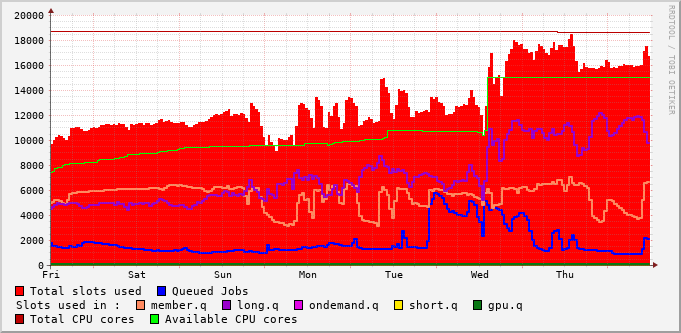 20000
18000
16000
14000
12000
10000
8000
6000
4000
2000
0
Fri Sat Sun Mon Tue Wed Thu
RRDTOOL / TOBI OETIKER
Total slots used Queued Jobs
Slots used in : member.q long.q ondemand.q short.q gpu.q
Total CPU cores Available CPU cores